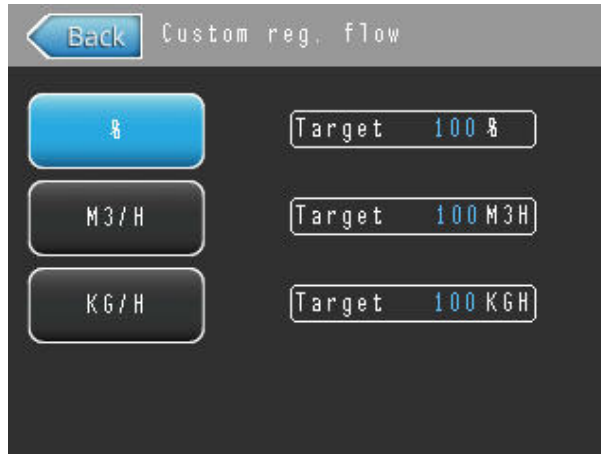 Back Custom reg. flow
% Target 100 %
M3/H Target 100 M3H
KG/H Target 100 KGH